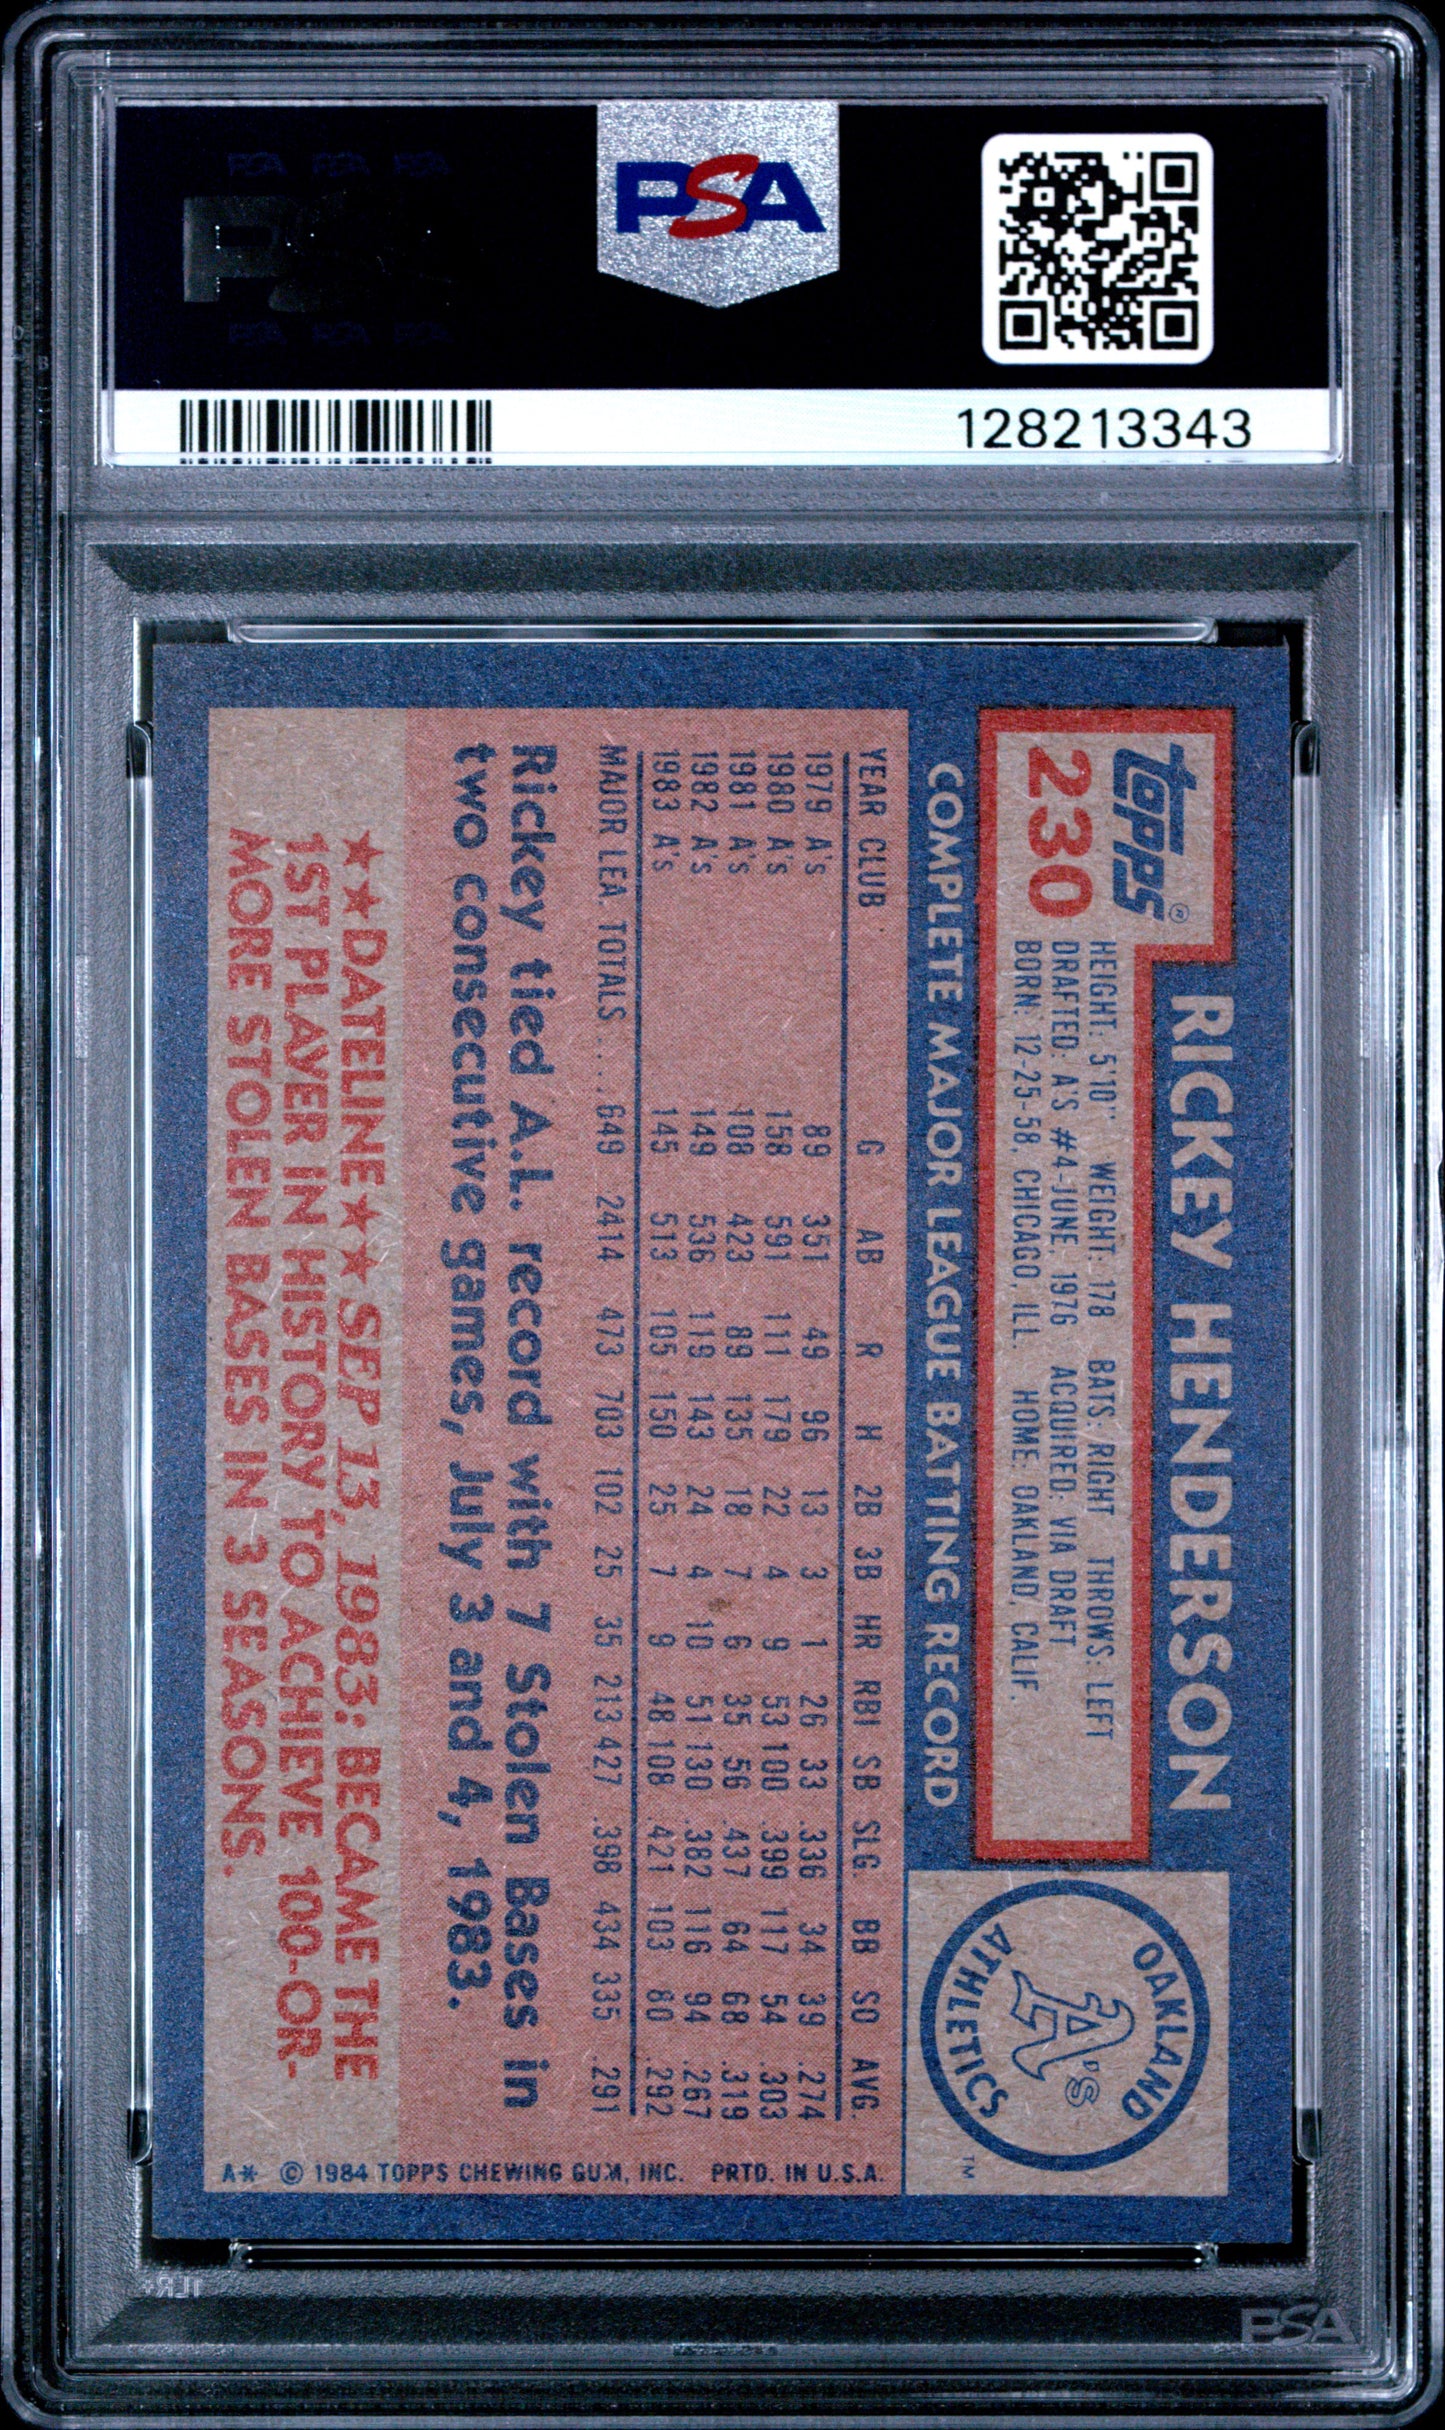 PSA
128213343
topps®
230
RICKEY HENDERSON
HEIGHT: 5'10" WEIGHT: 178 BATS: RIGHT THROWS: LEFT
DRAFTED: A'S #4-JUNE, 1976 ACQUIRED: VIA DRAFT
BORN: 12-25-58, CHICAGO, ILL. HOME: OAKLAND, CALIF.
OAKLAND
A's
ATHLETICS
TM
COMPLETE MAJOR LEAGUE BATTING RECORD
YEAR CLUB G AB R H 2B 3B HR RBI SB SLG. BB SO AVG.
1979 A's 89 351 49 96 13 3 1 26 33 .336 34 39 .274
1980 A's 158 591 111 179 22 4 9 53 100 .399 117 54 .303
1981 A's 108 423 89 135 18 7 6 35 56 .437 64 68 .319
1982 A's 149 536 119 143 24 4 10 51 130 .382 116 94 .267
1983 A's 145 513 105 150 25 7 9 48 108 .421 103 80 .292
MAJOR LEA. TOTALS .... 649 2414 473 703 102 25 35 213 427 .398 434 335 .291
Rickey tied A.L. record with 7 Stolen Bases in
two consecutive games, July 3 and 4, 1983.
★★DATELINE★★ SEP 13, 1983: BECAME THE
1ST PLAYER IN HISTORY TO ACHIEVE 100-OR-
MORE STOLEN BASES IN 3 SEASONS.
A* © 1984 TOPPS CHEWING GUM, INC. PRTD. IN U.S.A.
PSA